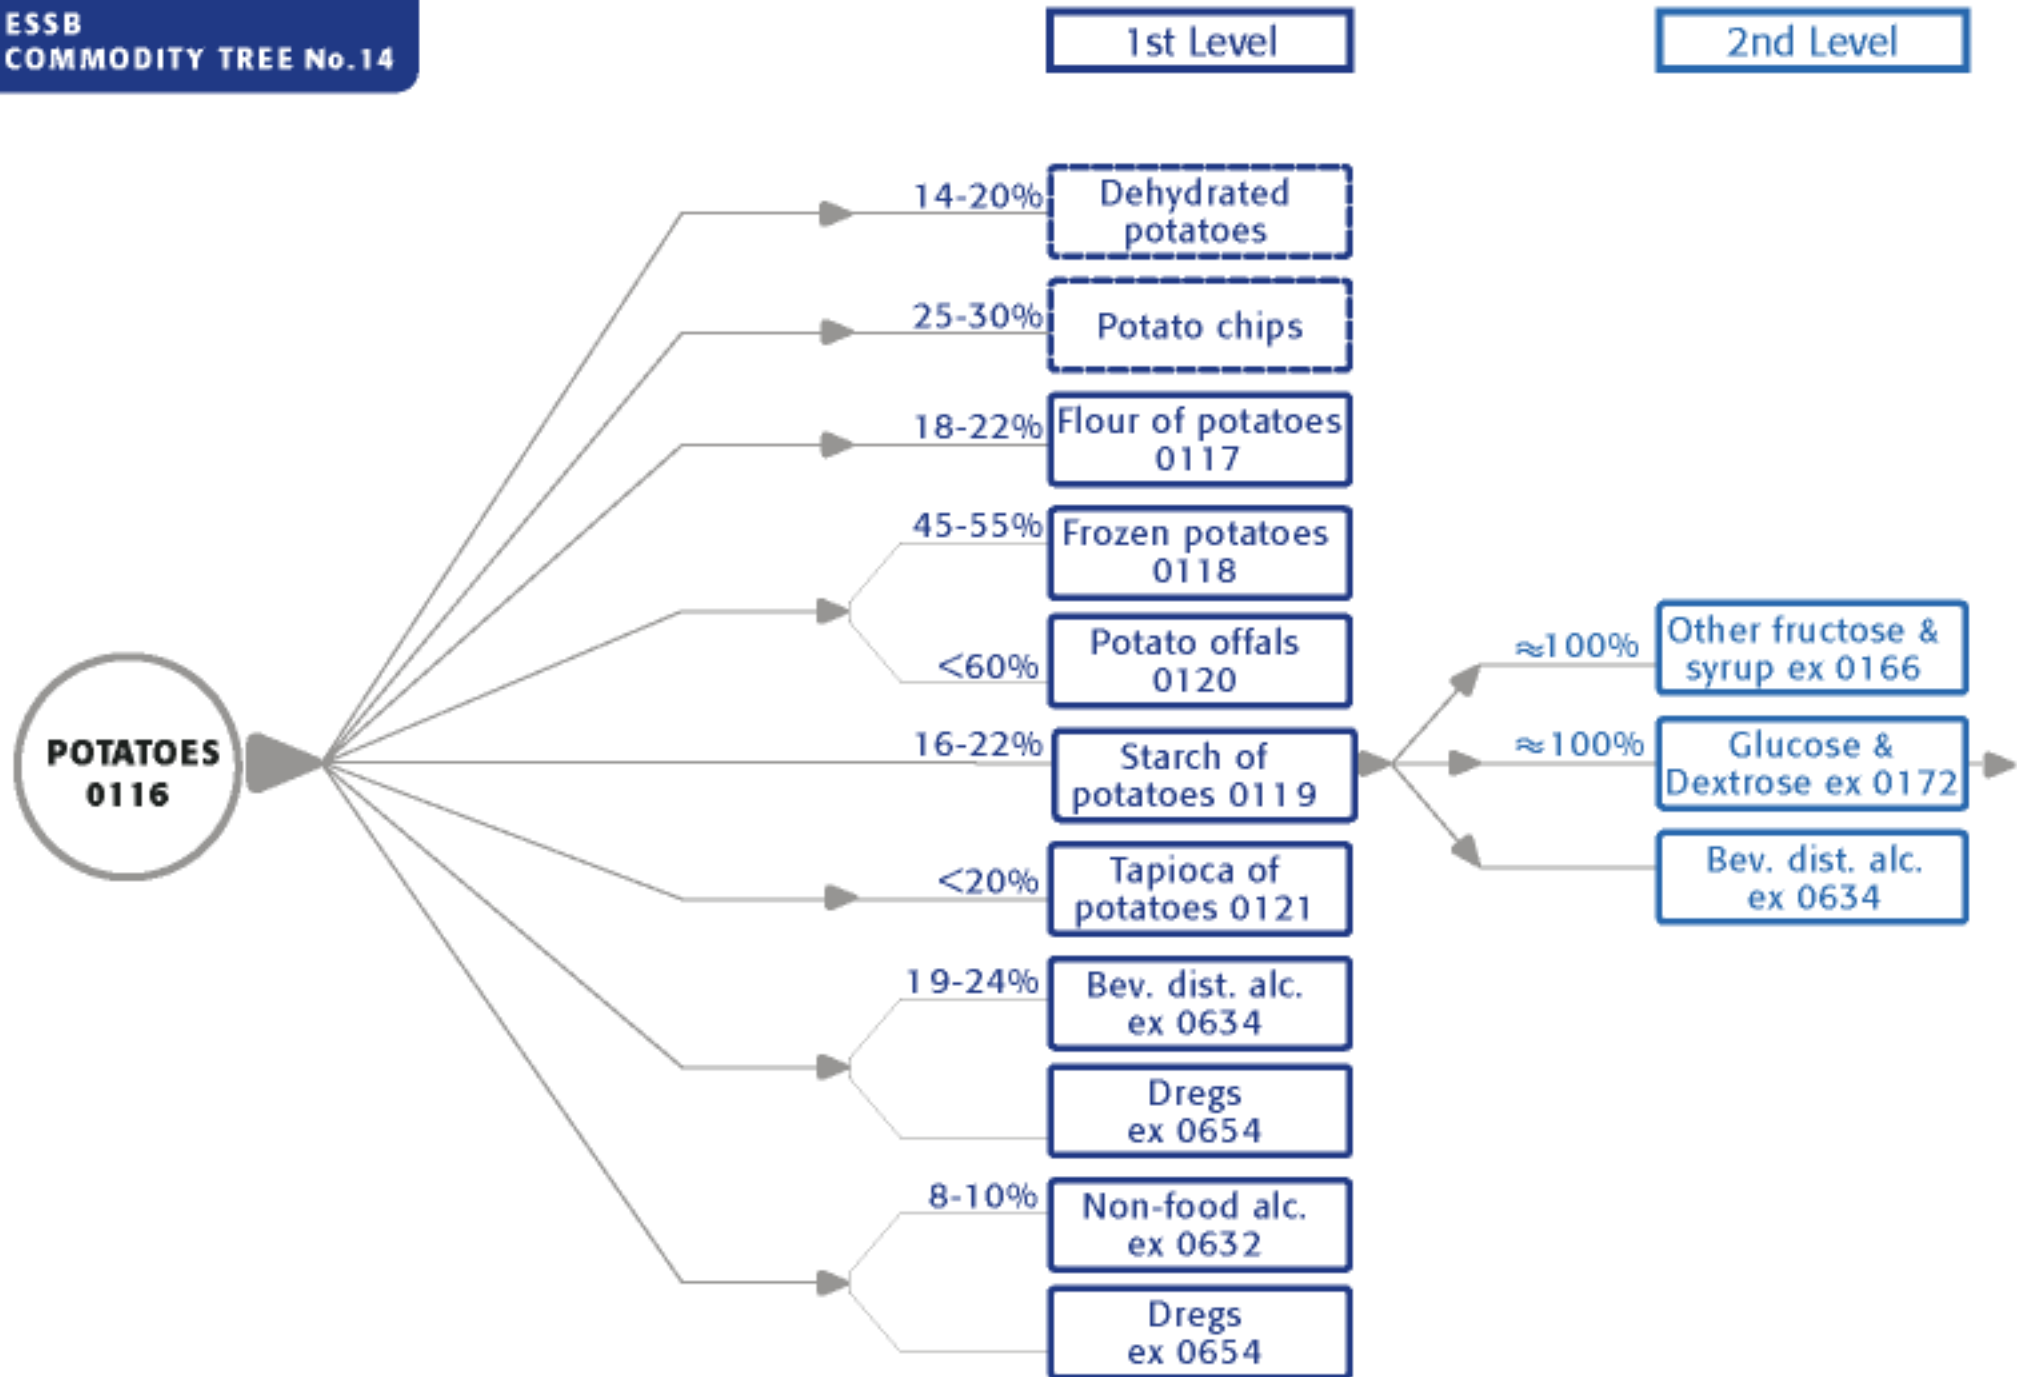 ESSB
COMMODITY TREE No.14
1st Level
2nd Level
14-20%
Dehydrated
potatoes
25-30%
Potato chips
18-22%
Flour of potatoes
0117
45-55%
Frozen potatoes
0118
<60%
Potato offals
0120
≈100%
Other fructose &
syrup ex 0166
POTATOES
0116
16-22%
Starch of
potatoes 0119
≈100%
Glucose &
Dextrose ex 0172
<20%
Tapioca of
potatoes 0121
Bev. dist. alc.
ex 0634
19-24%
Bev. dist. alc.
ex 0634
Dregs
ex 0654
8-10%
Non-food alc.
ex 0632
Dregs
ex 0654